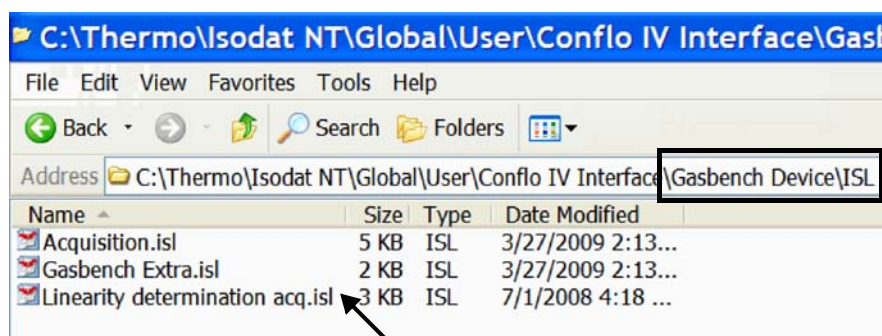 C:\Thermo\Isodat NT\Global\User\Conflo IV Interface\Gasb
File Edit View Favorites Tools Help
Back Search Folders
Address C:\Thermo\Isodat NT\Global\User\Conflo IV Interface\Gasbench Device\ISL
Name Size Type Date Modified
Acquisition.isl 5 KB ISL 3/27/2009 2:13...
Gasbench Extra.isl 2 KB ISL 3/27/2009 2:13...
Linearity determination acq.isl 3 KB ISL 7/1/2008 4:18 ...